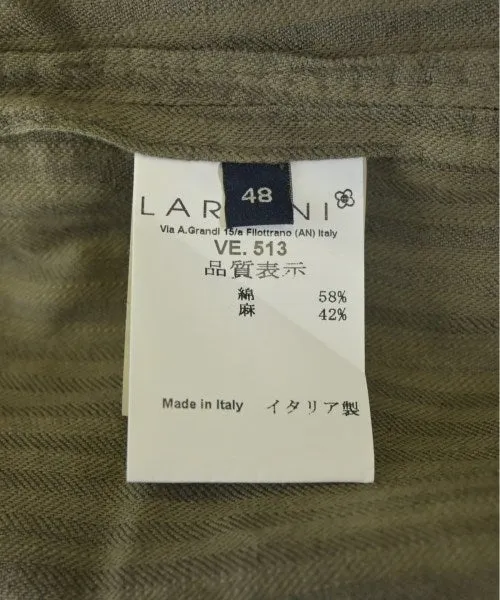 48
LAR NI
Via A.Grandi 15/a Filottrano (AN) Italy
VE. 513
品質表示
綿 58%
麻 42%
Made in Italy イタリア製